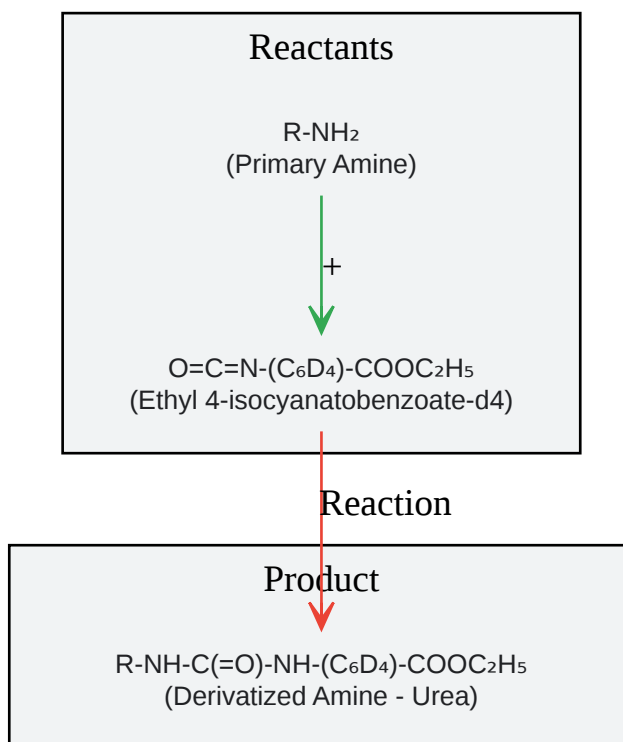 Reactants
R-NH₂
(Primary Amine)
+
O=C=N-(C₆D₄)-COOC₂H₅
(Ethyl 4-isocyanatobenzoate-d4)
Reaction
Product
R-NH-C(=O)-NH-(C₆D₄)-COOC₂H₅
(Derivatized Amine - Urea)